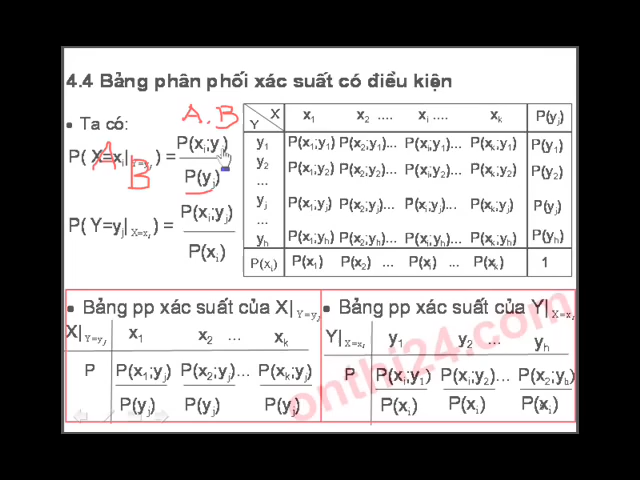 4.4 Bảng phân phối xác suất có điều kiện
• Ta có:
A.B
P( X=xi|Y=yj ) = P(xi;yj)
P(yj)
A
B
P( Y=yj|X=xi ) = P(xi;yj)
P(xi)
X
Y
x1 x2 .... xi .... xk P(yj)
y1 P(x1;y1) P(x2;y1)... P(xi;y1)... P(xk;y1) P(y1)
y2 P(x1;y2) P(x2;y2)... P(xi;y2)... P(xk;y2) P(y2)
...
yj P(x1;yj) P(x2;yj)... P(xi;yj)... P(xk;yj) P(yj)
...
yh P(x1;yh) P(x2;yh)... P(xi;yh)... P(xk;yh) P(yh)
P(xi) P(x1) P(x2) ... P(xi) ... P(xk) 1
• Bảng pp xác suất của X|Y=yj
X|Y=yj x1 x2 ... xk
P P(x1;yj) P(x2;yj)... P(xk;yj)
P(yj) P(yj) P(yj)
• Bảng pp xác suất của Y|X=xi
Y|X=xi y1 y2 ... yh
P P(xi;y1) P(xi;y2)... P(x2;yh)
P(xi) P(xi) P(xi)
onthi24.com